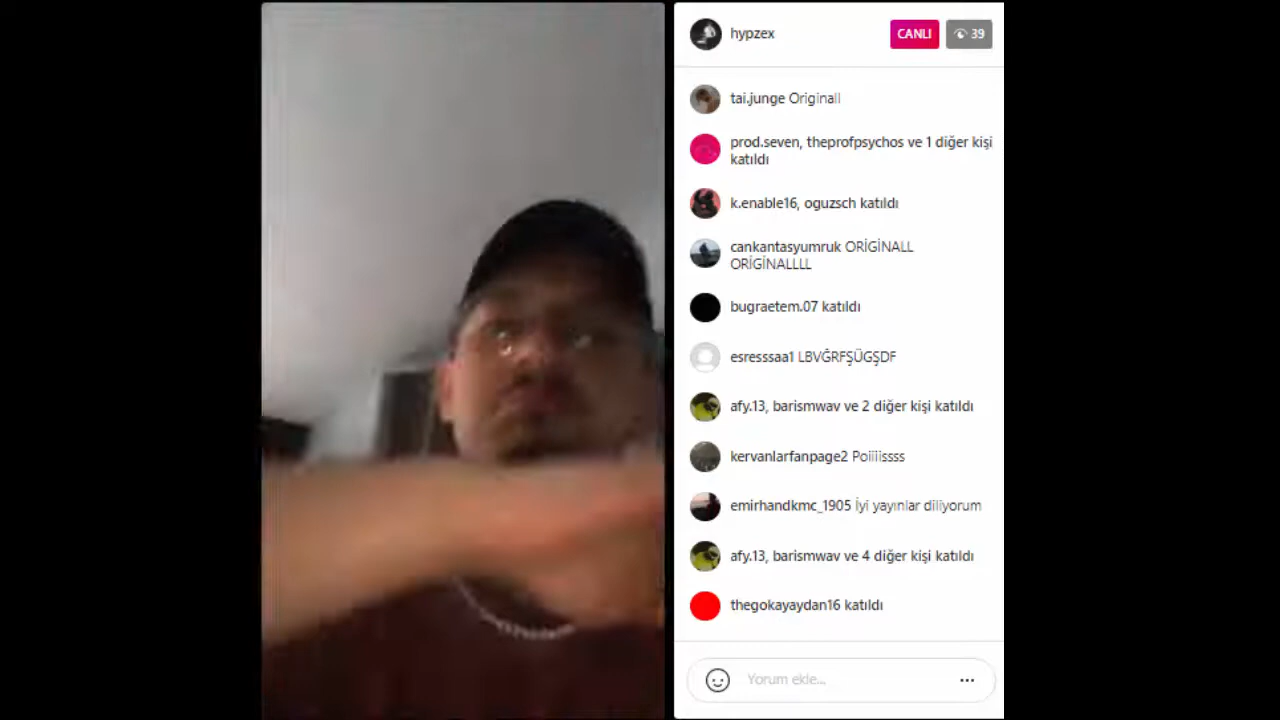 hypzex
CANLI
39
tai.junge Originall
prod.seven, theprofpsychos ve 1 diğer kişi
katıldı
k.enable16, oguzsch katıldı
cankantasyumruk ORİGİNALL
ORİGİNALLLL
bugraetem.07 katıldı
esresssaa1 LBVĞRFŞÜGŞDF
afy.13, barismwav ve 2 diğer kişi katıldı
kervanlarfanpage2 Poiiiissss
emirhandkmc_1905 İyi yayınlar diliyorum
afy.13, barismwav ve 4 diğer kişi katıldı
thegokayaydan16 katıldı
Yorum ekle...